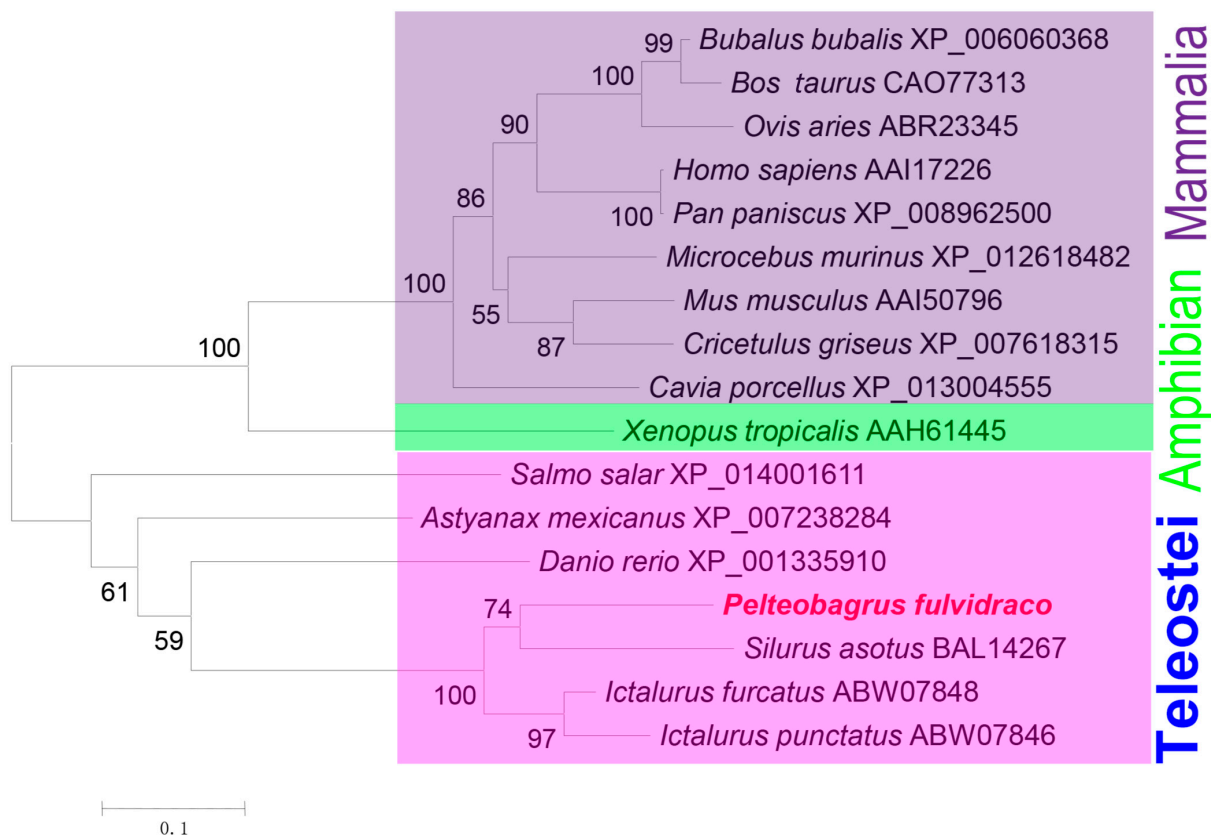 99
Bubalus bubalis XP_006060368
100
Bos taurus CAO77313
90
Ovis aries ABR23345
Homo sapiens AAI17226
86
100
Pan paniscus XP_008962500
Microcebus murinus XP_012618482
100
55
Mus musculus AAI50796
87
Cricetulus griseus XP_007618315
100
Cavia porcellus XP_013004555
Xenopus tropicalis AAH61445
Salmo salar XP_014001611
Astyanax mexicanus XP_007238284
61
Danio rerio XP_001335910
59
74
Pelteobagrus fulvidraco
Silurus asotus BAL14267
100
Ictalurus furcatus ABW07848
97
Ictalurus punctatus ABW07846
Mammalia
Amphibian
Teleostei
0.1